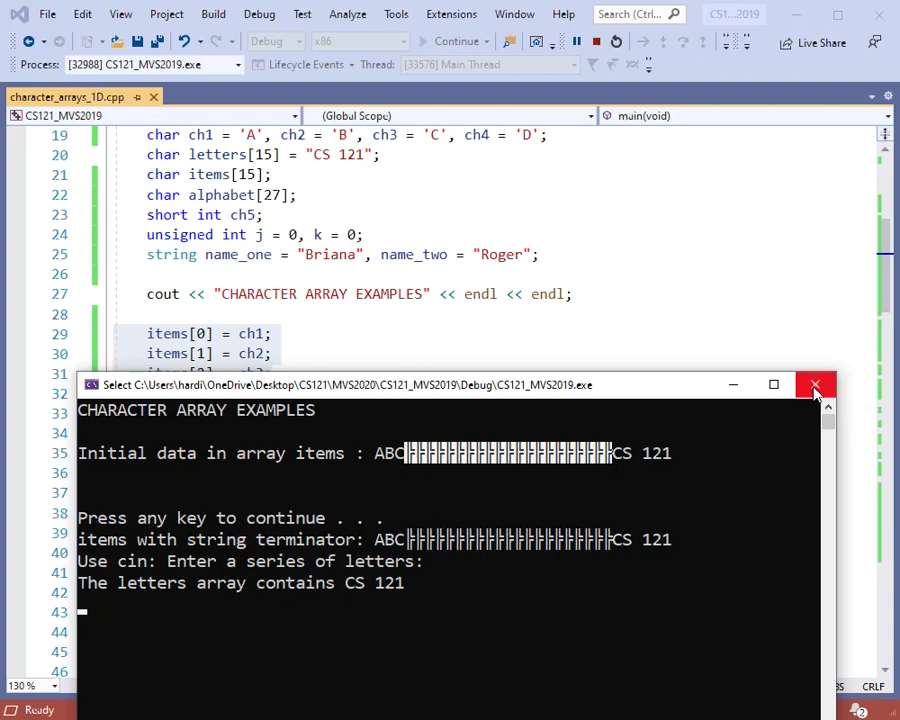 File Edit View Project Build Debug Test Analyze Tools Extensions Window Help Search (Ctrl... CS1...2019
Debug x86 Continue Live Share
Process: [32988] CS121_MVS2019.exe Lifecycle Events Thread: [33576] Main Thread
character_arrays_1D.cpp
CS121_MVS2019 (Global Scope) main(void)
19 char ch1 = 'A', ch2 = 'B', ch3 = 'C', ch4 = 'D';
20 char letters[15] = "CS 121";
21 char items[15];
22 char alphabet[27];
23 short int ch5;
24 unsigned int j = 0, k = 0;
25 string name_one = "Briana", name_two = "Roger";
26
27 cout << "CHARACTER ARRAY EXAMPLES" << endl << endl;
28
29 items[0] = ch1;
30 items[1] = ch2;
31
32
33
34
35
36
37
38
39
40
41
42
43
44
45
46
Select C:\Users\hardi\OneDrive\Desktop\CS121\MVS2020\CS121_MVS2019\Debug\CS121_MVS2019.exe
CHARACTER ARRAY EXAMPLES
Initial data in array items : ABC╠╠╠╠╠╠╠╠╠╠╠╠╠╠╠╠╠╠╠╠╠CS 121
Press any key to continue . . .
items with string terminator: ABC╠╠╠╠╠╠╠╠╠╠╠╠╠╠╠╠╠╠╠╠╠CS 121
Use cin: Enter a series of letters:
The letters array contains CS 121
130 % CRLF
Ready 2